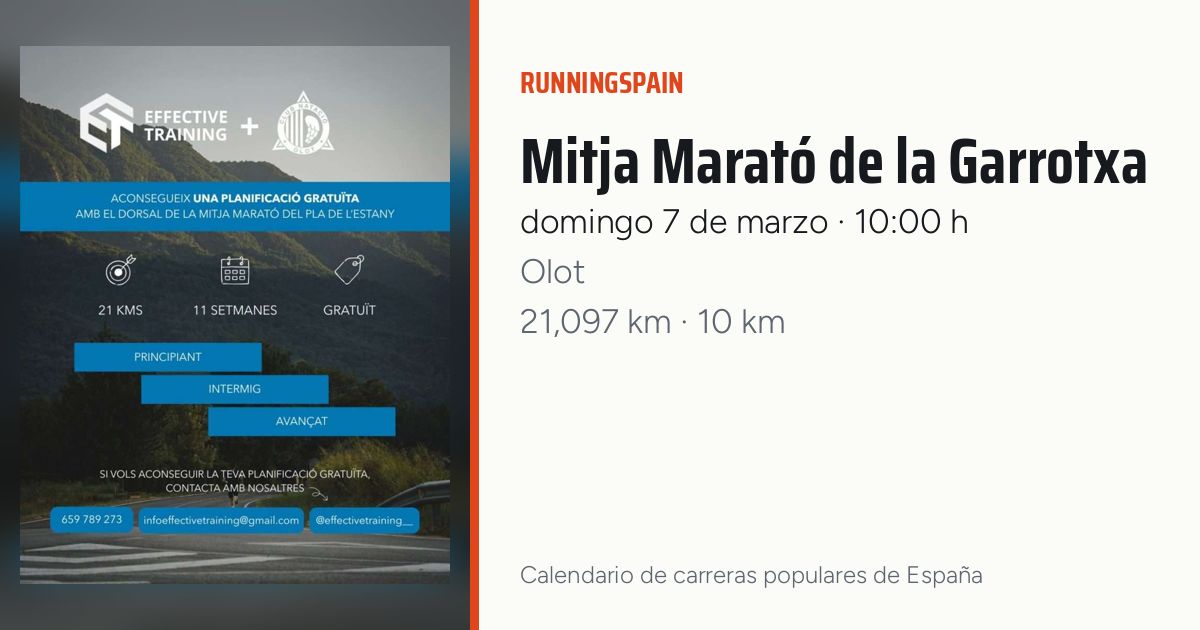 EFFECTIVE
TRAINING
+
CLUB NATACIÓ
OLOT
ACONSEGUEIX UNA PLANIFICACIÓ GRATUÏTA
AMB EL DORSAL DE LA MITJA MARATÓ DEL PLA DE L'ESTANY
21 KMS
11 SETMANES
GRATUÏT
PRINCIPIANT
INTERMIG
AVANÇAT
SI VOLS ACONSEGUIR LA TEVA PLANIFICACIÓ GRATUÏTA,
CONTACTA AMB NOSALTRES
659 789 273
infoeffectivetraining@gmail.com
@effectivetraining__
RUNNINGSPAIN
Mitja Marató de la Garrotxa
domingo 7 de marzo · 10:00 h
Olot
21,097 km · 10 km
Calendario de carreras populares de España